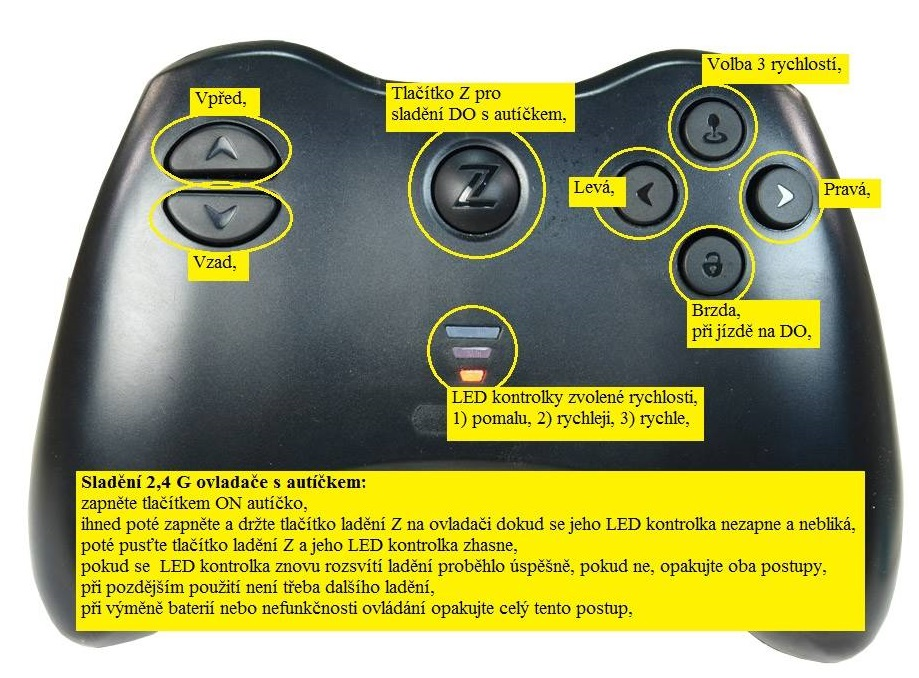 Volba 3 rychlostí,
Vpřed,
Tlačítko Z pro
sladění DO s autíčkem,
Z
Levá,
Pravá,
Vzad,
Brzda,
při jízdě na DO,
LED kontrolky zvolené rychlosti,
1) pomalu, 2) rychleji, 3) rychle,
Sladění 2,4 G ovladače s autíčkem:
zapněte tlačítkem ON autíčko,
ihned poté zapněte a držte tlačítko ladění Z na ovladači dokud se jeho LED kontrolka nezapne a nebliká,
poté pusťte tlačítko ladění Z a jeho LED kontrolka zhasne,
pokud se LED kontrolka znovu rozsvítí ladění proběhlo úspěšně, pokud ne, opakujte oba postupy,
při pozdějším použití není třeba dalšího ladění,
při výměně baterií nebo nefunkčnosti ovládání opakujte celý tento postup,